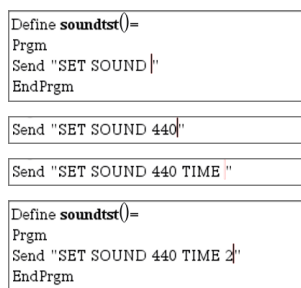 Define soundtst()=
Prgm
Send "SET SOUND "
EndPrgm
Send "SET SOUND 440"
Send "SET SOUND 440 TIME "
Define soundtst()=
Prgm
Send "SET SOUND 440 TIME 2"
EndPrgm